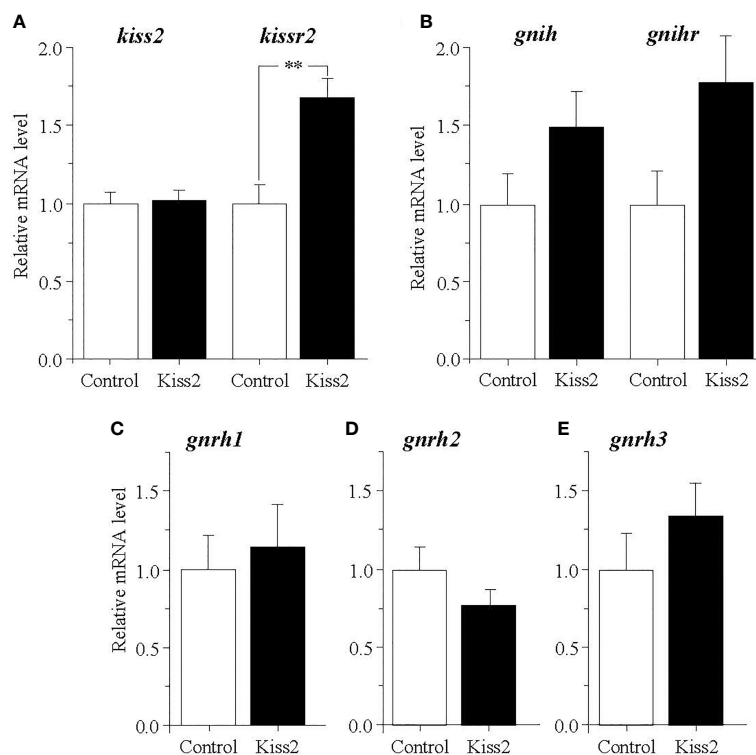 A
kiss2 kissr2
**
Relative mRNA level
2.0
1.5
1.0
0.5
0.0
Control Kiss2 Control Kiss2
B
gnih gnihr
Relative mRNA level
2.0
1.5
1.0
0.5
0.0
Control Kiss2 Control Kiss2
C
gnrh1
Relative mRNA level
1.5
1.0
0.5
0.0
Control Kiss2
D
gnrh2
1.5
1.0
0.5
0.0
Control Kiss2
E
gnrh3
1.5
1.0
0.5
0.0
Control Kiss2